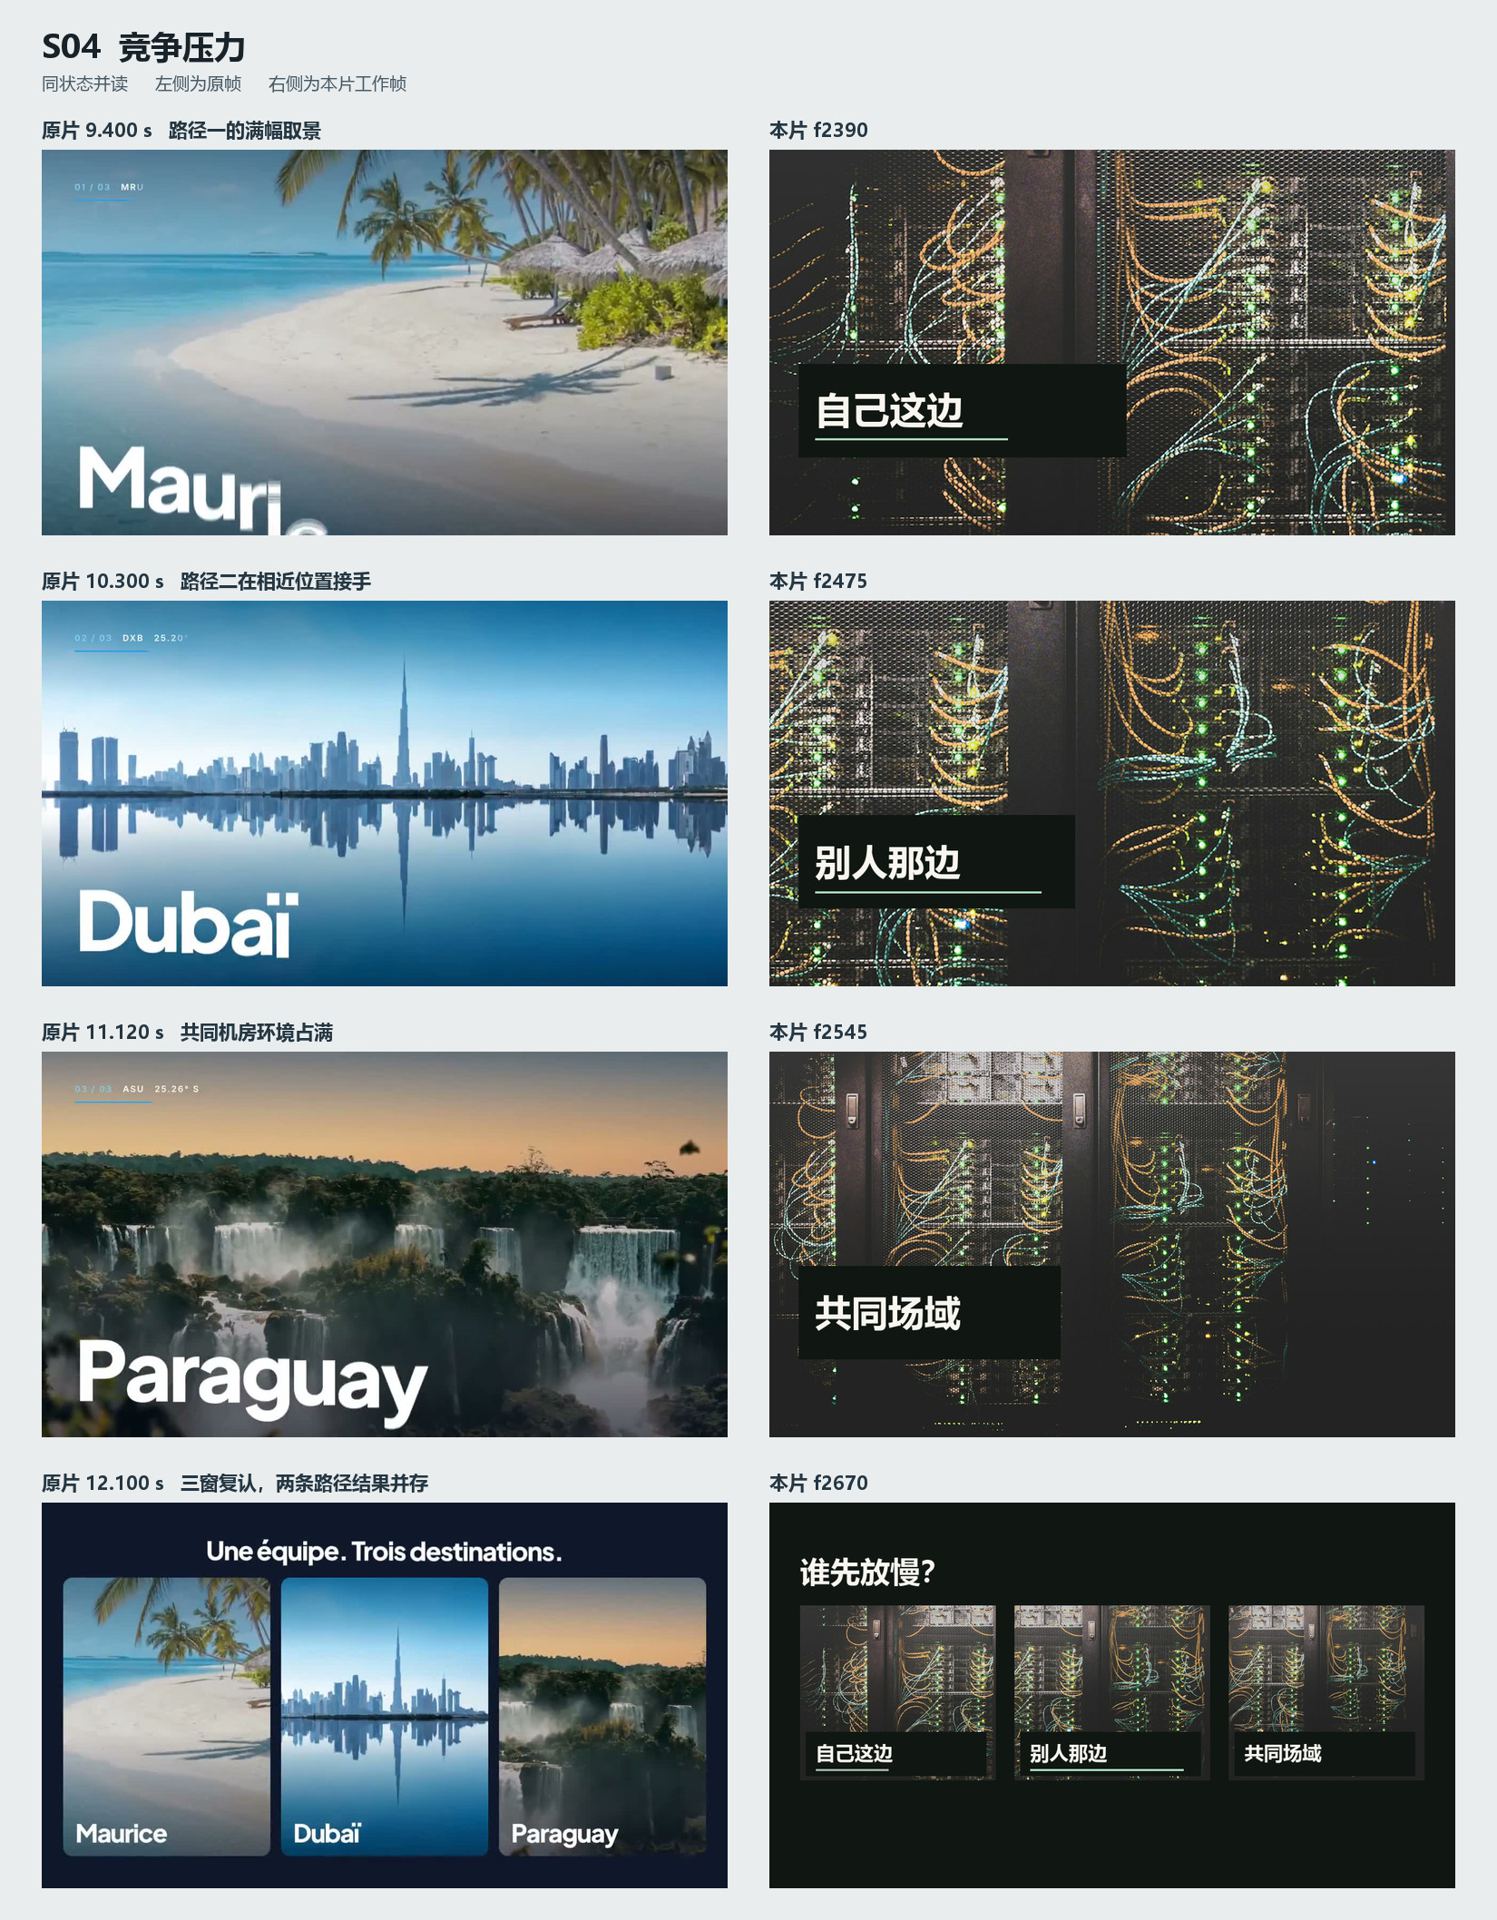 S04 竞争压力
同状态并读 左侧为原帧 右侧为本片工作帧
原片 9.400 s 路径一的满幅取景
本片 f2390
01 / 03 MRU
Mauri
自己这边
原片 10.300 s 路径二在相近位置接手
本片 f2475
02 / 03 DXB 25.20°
Dubaï
别人那边
原片 11.120 s 共同机房环境占满
本片 f2545
03 / 03 ASU 25.26° S
Paraguay
共同场域
原片 12.100 s 三窗复认，两条路径结果并存
本片 f2670
Une équipe. Trois destinations.
Maurice
Dubaï
Paraguay
谁先放慢？
自己这边
别人那边
共同场域